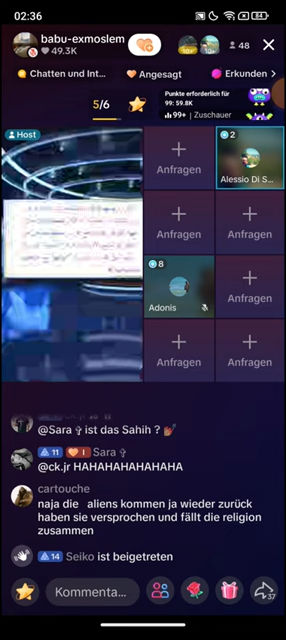 02:36
84
babu-exmoslem
49.3K
48
Chatten und Int...
Angesagt
Erkunden >
5/6
Punkte erforderlich für
99: 59.8K
99+ | Zuschauer
Host
Anfragen
2
Alessio Di S...
Anfragen
Anfragen
8
Adonis
Anfragen
Anfragen
Anfragen
@Sara ✞ ist das Sahih ?
11 I Sara ✞
@ck.jr HAHAHAHAHAHAHA
cartouche
naja die aliens kommen ja wieder zurück
haben sie versprochen und fällt die religion
zusammen
14 Seiko ist beigetreten
Kommenta...
37